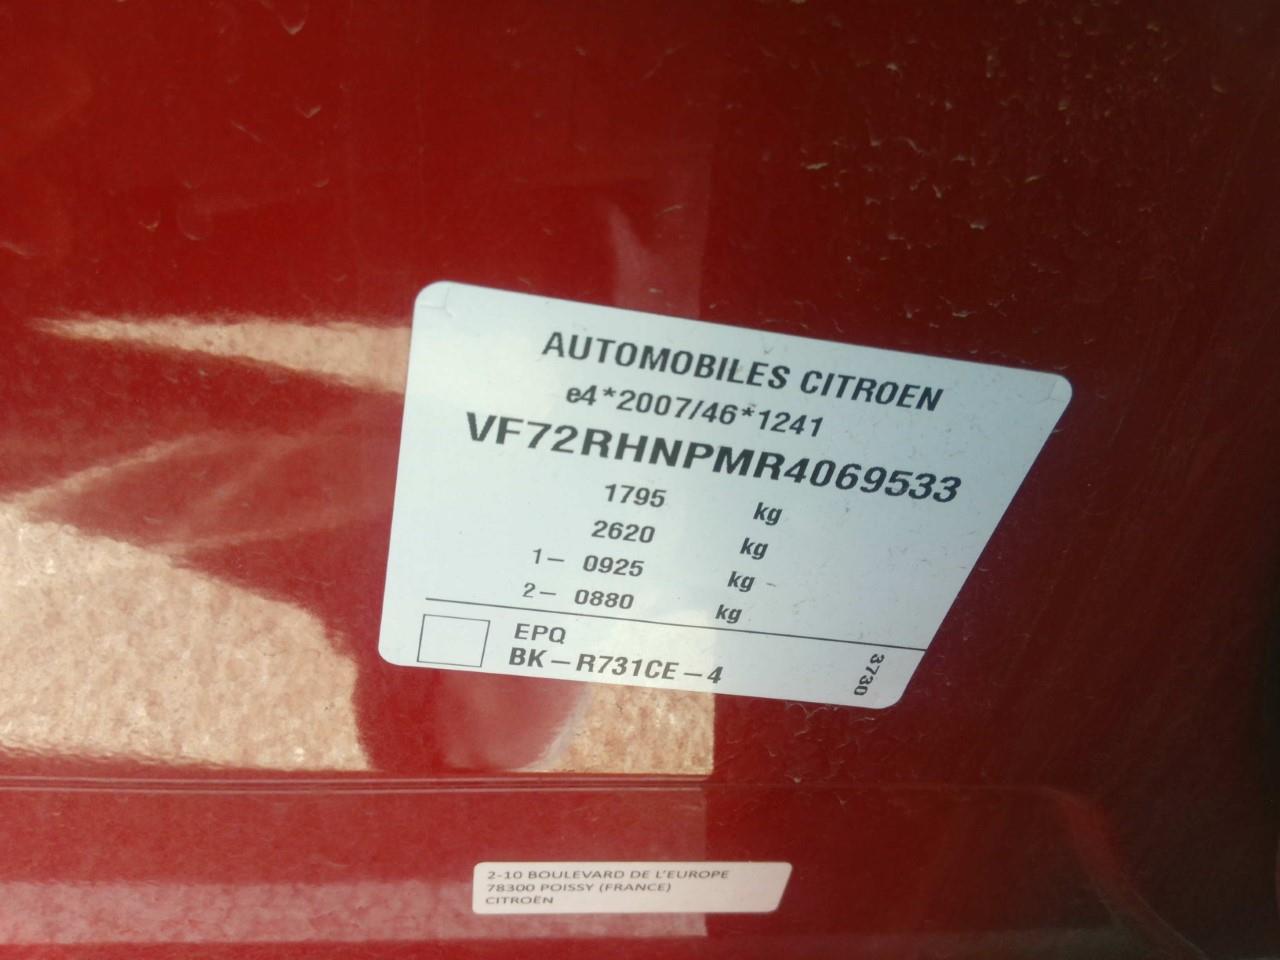 AUTOMOBILES CITROEN
e4*2007/46*1241
VF72RHNPMR4069533
1795 kg
2620 kg
1- 0925 kg
2- 0880 kg
EPQ
BK-R731CE-4
3730
2-10 BOULEVARD DE L'EUROPE
78300 POISSY (FRANCE)
CITROËN